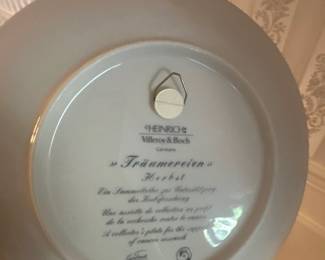 HEINRICH
Villeroy & Boch
Germany
» Träumereien «
Herbst
Ein Sammelteller zur Unterstützung
der Krebsforschung
Une assiette de collection au profit
de la recherche contre le cancer
A collector's plate for the support
of cancer research